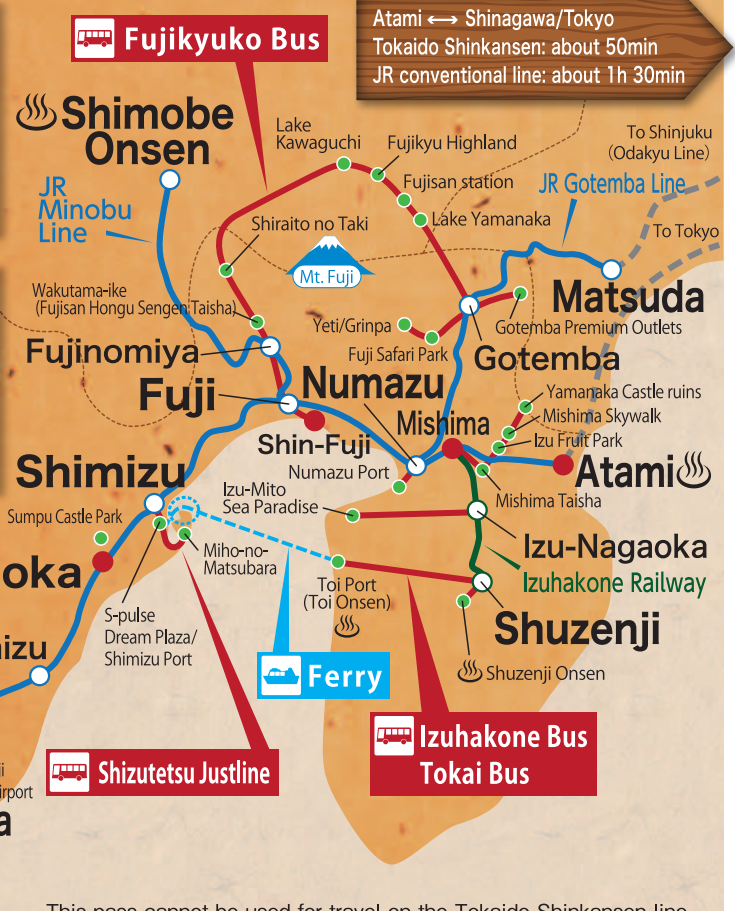 Atami ⟷ Shinagawa/Tokyo
Tokaido Shinkansen: about 50min
JR conventional line: about 1h 30min
Fujikyuko Bus
Shimobe
Onsen
Lake
Kawaguchi
Fujikyu Highland
To Shinjuku
(Odakyu Line)
Fujisan station
JR Gotemba Line
JR
Minobu
Line
Lake Yamanaka
Shiraito no Taki
To Tokyo
Mt. Fuji
Matsuda
Wakutama-ike
(Fujisan Hongu Sengen Taisha)
Yeti/Grinpa
Gotemba Premium Outlets
Fuji Safari Park
Gotemba
Fujinomiya
Fuji
Numazu
Mishima
Yamanaka Castle ruins
Mishima Skywalk
Izu Fruit Park
Shin-Fuji
Numazu Port
Atami
Mishima Taisha
Shimizu
Izu-Mito
Sea Paradise
Sumpu Castle Park
Miho-no-
Matsubara
Izu-Nagaoka
Izuhakone Railway
oka
Toi Port
(Toi Onsen)
S-pulse
Dream Plaza/
Shimizu Port
Shuzenji
izu
Shuzenji Onsen
Ferry
Izuhakone Bus
Tokai Bus
Shizutetsu Justline
ji
irport
a
This pass cannot be used for travel on the Tokaido Shinkansen line